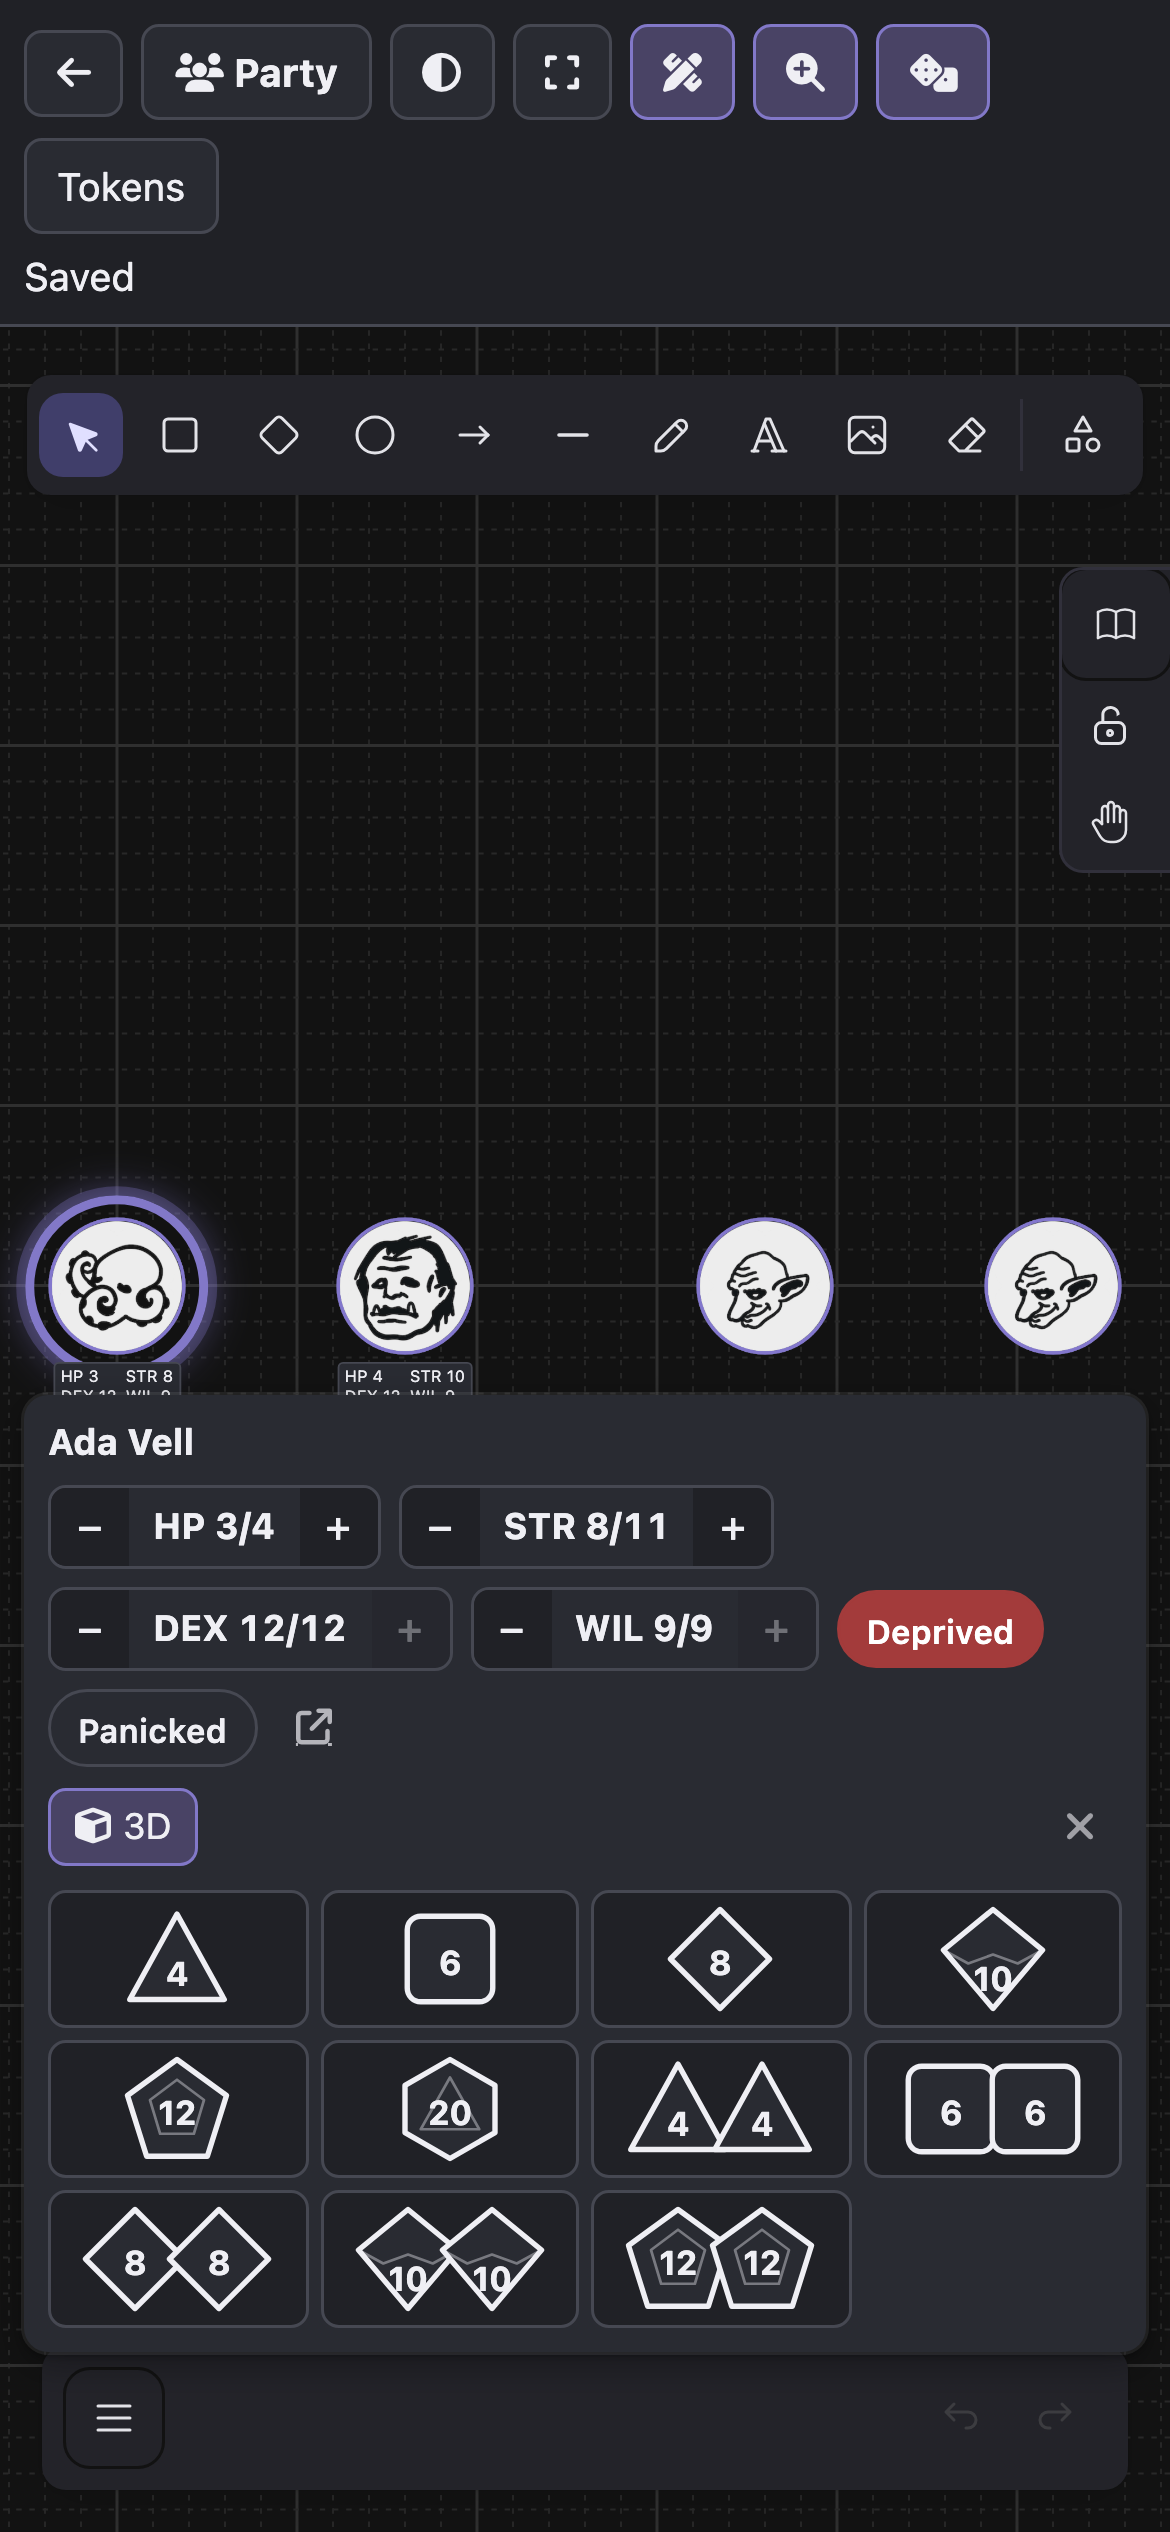 Party
Tokens
Saved
HP 3 STR 8
HP 4 STR 10
Ada Vell
− HP 3/4 + − STR 8/11 +
− DEX 12/12 + − WIL 9/9 + Deprived
Panicked
3D
4 6 8 10
12 20 4 4 6 6
8 8 10 10 12 12